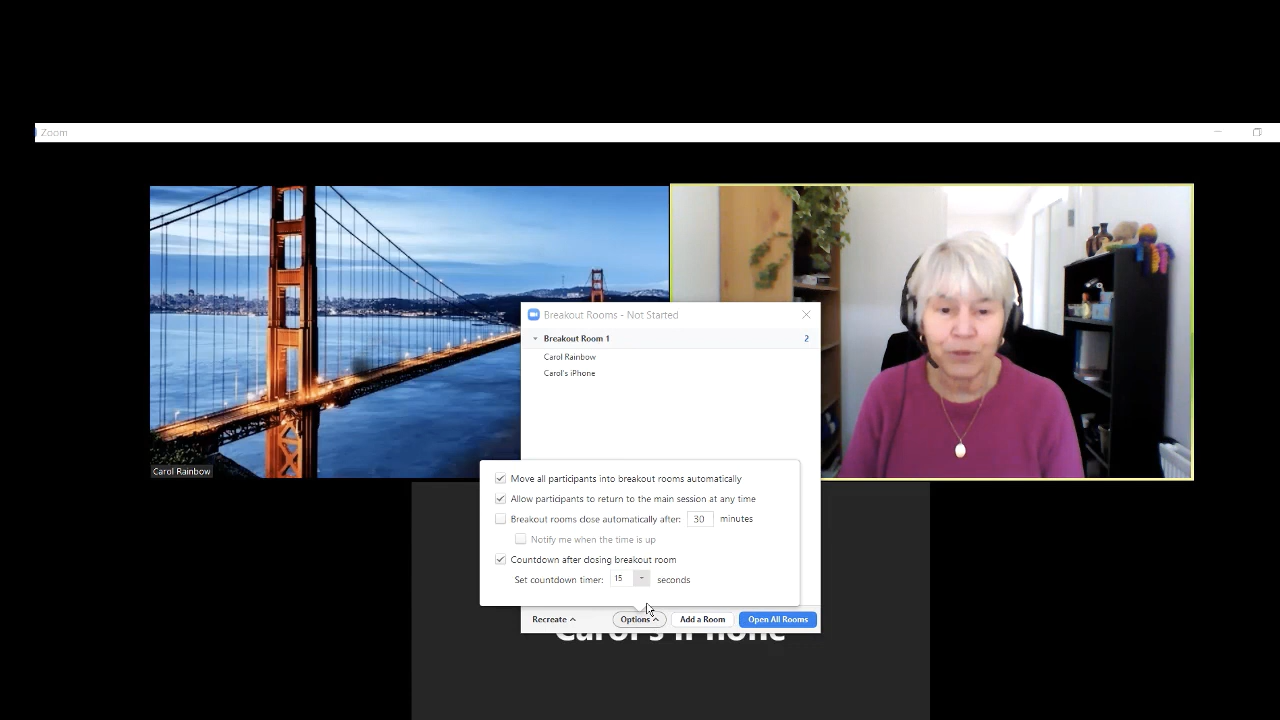 Zoom
Carol Rainbow
Breakout Rooms - Not Started
Breakout Room 1 2
Carol Rainbow
Carol's iPhone
Move all participants into breakout rooms automatically
Allow participants to return to the main session at any time
Breakout rooms close automatically after: 30 minutes
Notify me when the time is up
Countdown after closing breakout room
Set countdown timer: 15 seconds
Recreate Options Add a Room Open All Rooms
Carol's iPhone